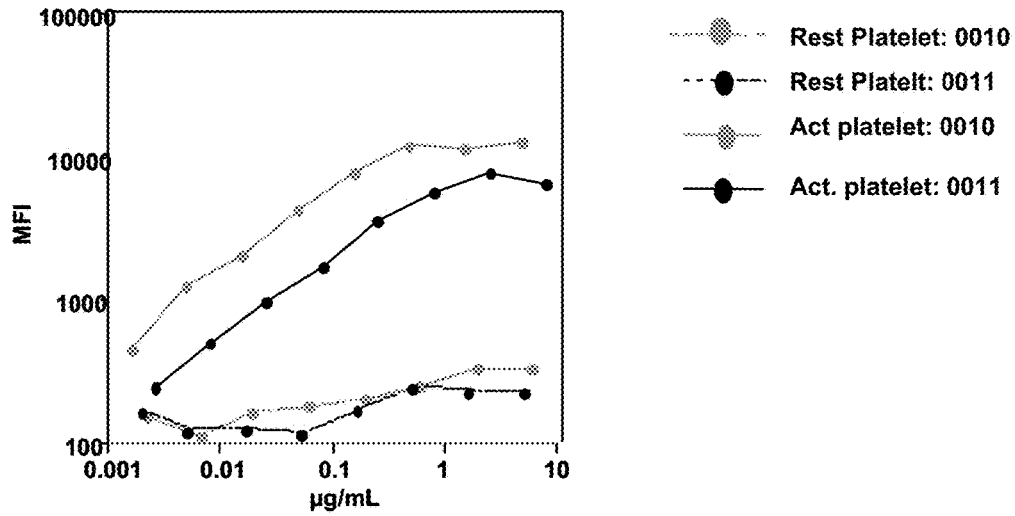 100000
10000
1000
100
MFI
0.001 0.01 0.1 1 10
µg/mL
Rest Platelet: 0010
Rest Platelt: 0011
Act platelet: 0010
Act. platelet: 0011